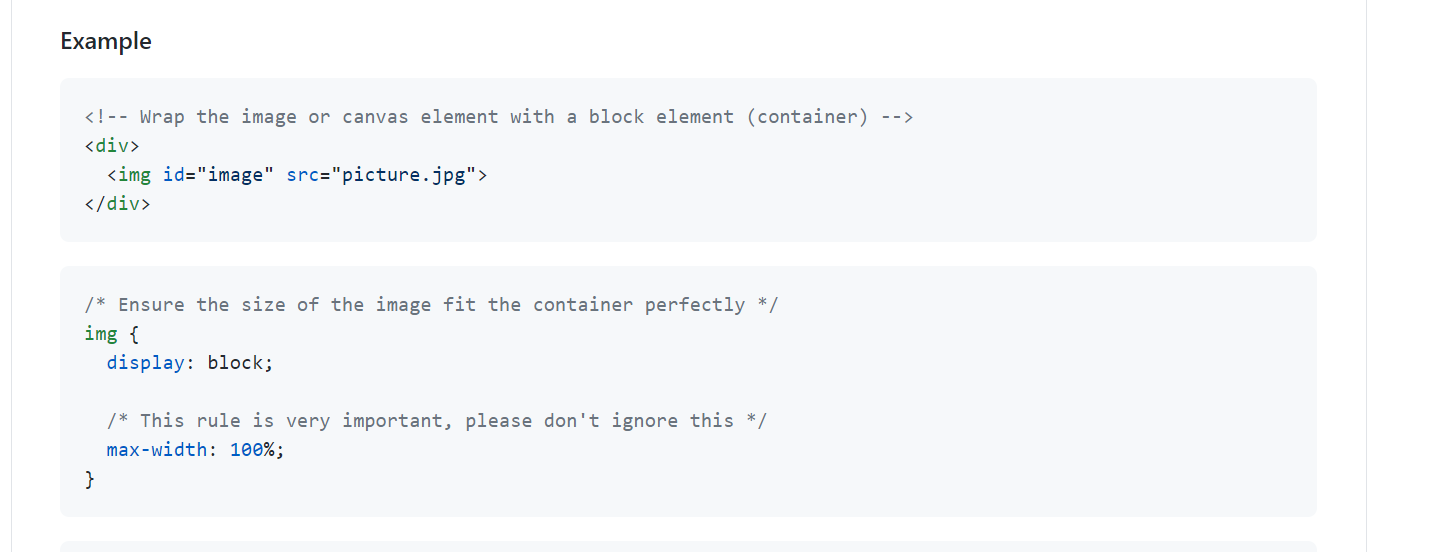 Example
<!-- Wrap the image or canvas element with a block element (container) -->
<div>
  <img id="image" src="picture.jpg">
</div>
/* Ensure the size of the image fit the container perfectly */
img {
  display: block;
  /* This rule is very important, please don't ignore this */
  max-width: 100%;
}